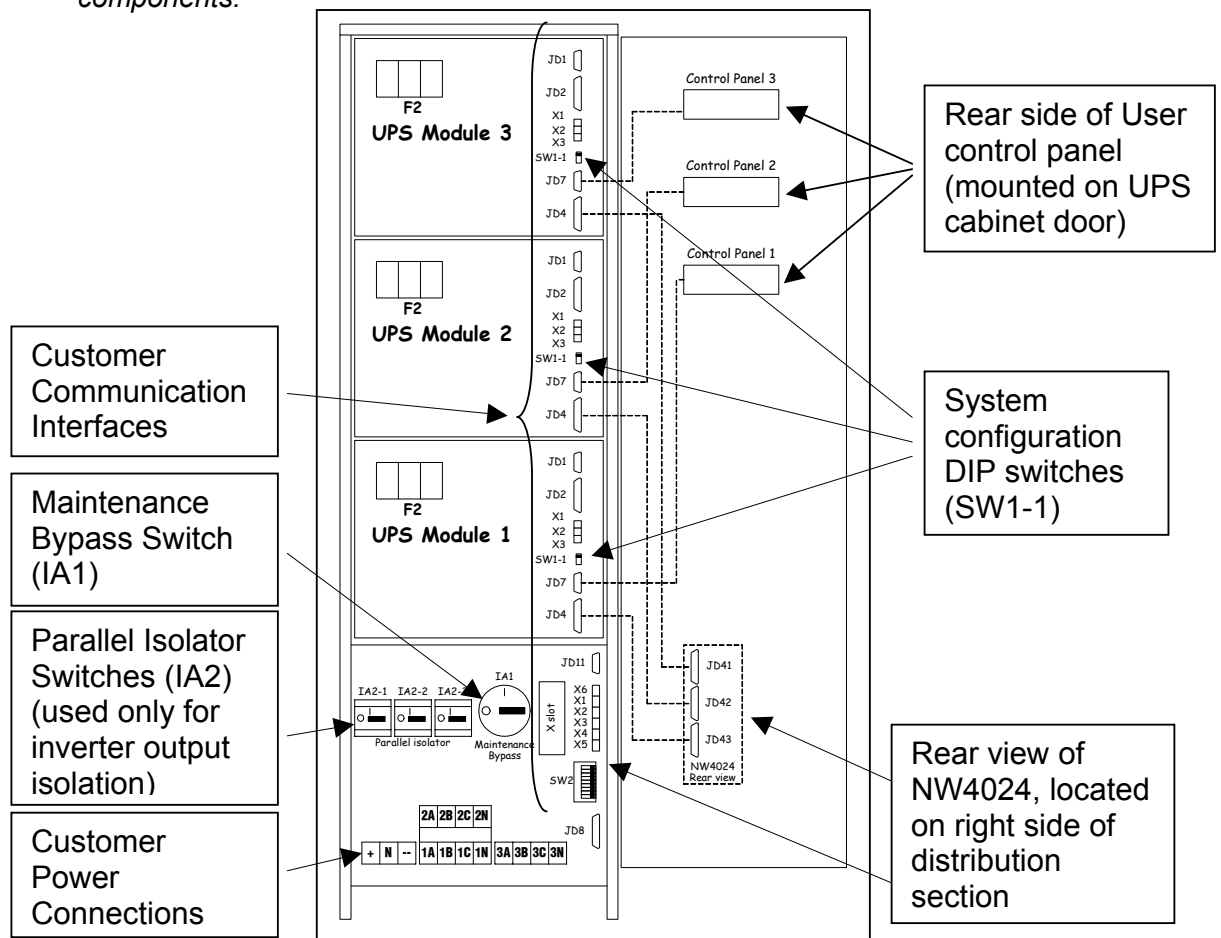 components.
JD1
JD2
X1
X2
X3
SW1-1
JD7
JD4
F2
UPS Module 3
JD1
JD2
X1
X2
X3
SW1-1
JD7
JD4
F2
UPS Module 2
JD1
JD2
X1
X2
X3
SW1-1
JD7
JD4
F2
UPS Module 1
Control Panel 3
Control Panel 2
Control Panel 1
Rear side of User
control panel
(mounted on UPS
cabinet door)
Customer
Communication
Interfaces
Maintenance
Bypass Switch
(IA1)
Parallel Isolator
Switches (IA2)
(used only for
inverter output
isolation)
Customer
Power
Connections
System
configuration
DIP switches
(SW1-1)
Rear view of
NW4024, located
on right side of
distribution
section
JD11
IA1
IA2-1 IA2-2 IA2-
Parallel isolator
Maintenance
Bypass
X slot
X6
X1
X2
X3
X4
X5
SW2
JD8
JD41
JD42
JD43
NW4024
Rear view
2A 2B 2C 2N
+ N -- 1A 1B 1C 1N 3A 3B 3C 3N